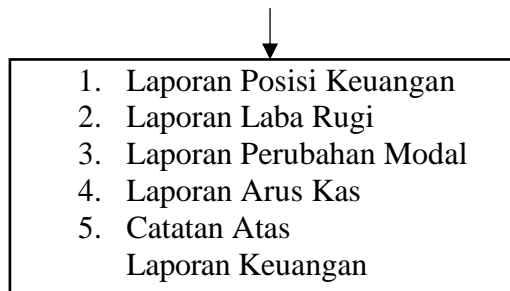 1. Laporan Posisi Keuangan
2. Laporan Laba Rugi
3. Laporan Perubahan Modal
4. Laporan Arus Kas
5. Catatan Atas
Laporan Keuangan